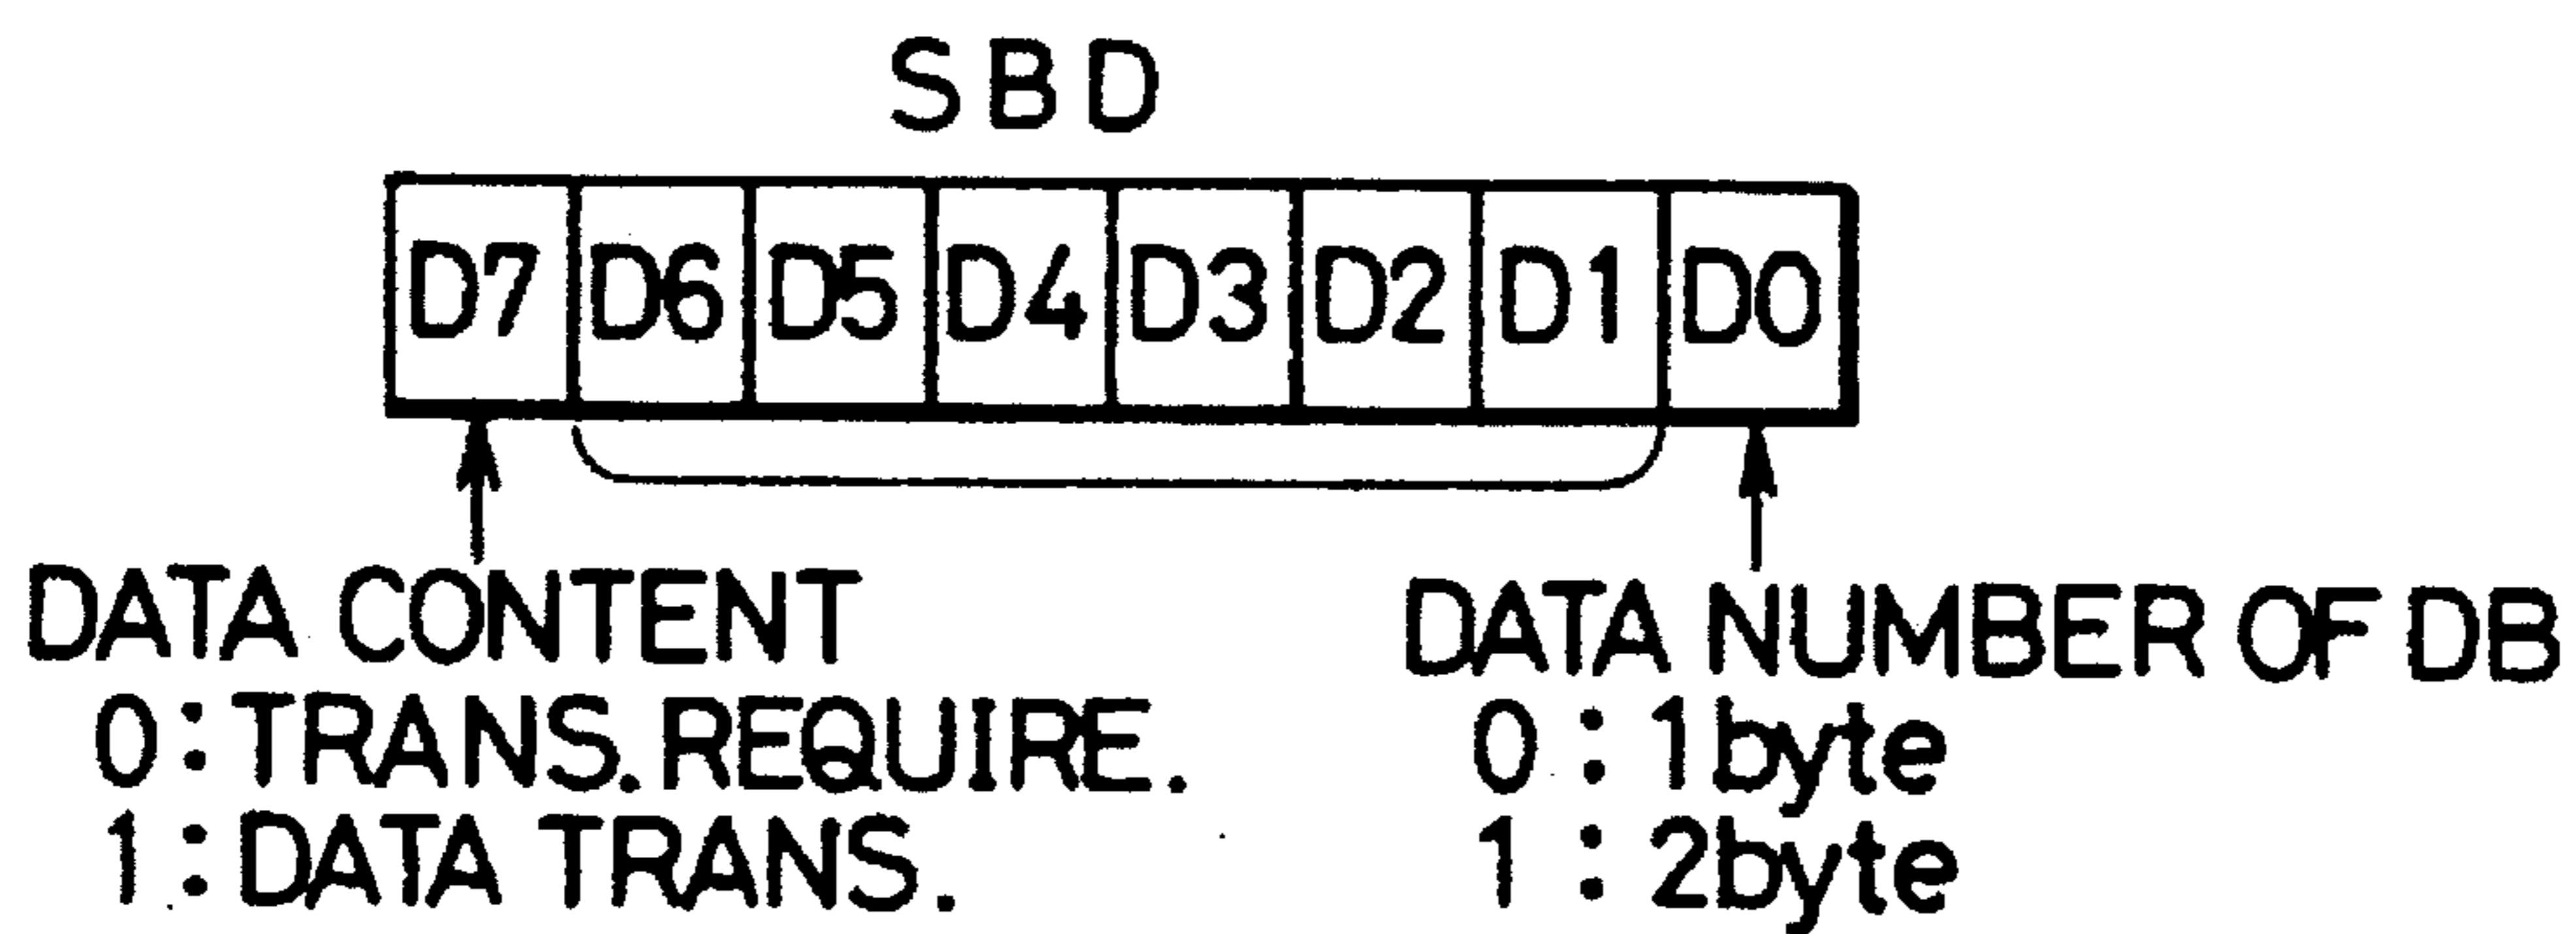 SBD
D7 D6 D5 D4 D3 D2 D1 D0
DATA CONTENT
0:TRANS.REQUIRE.
1:DATA TRANS.
DATA NUMBER OF DB
0:1byte
1:2byte